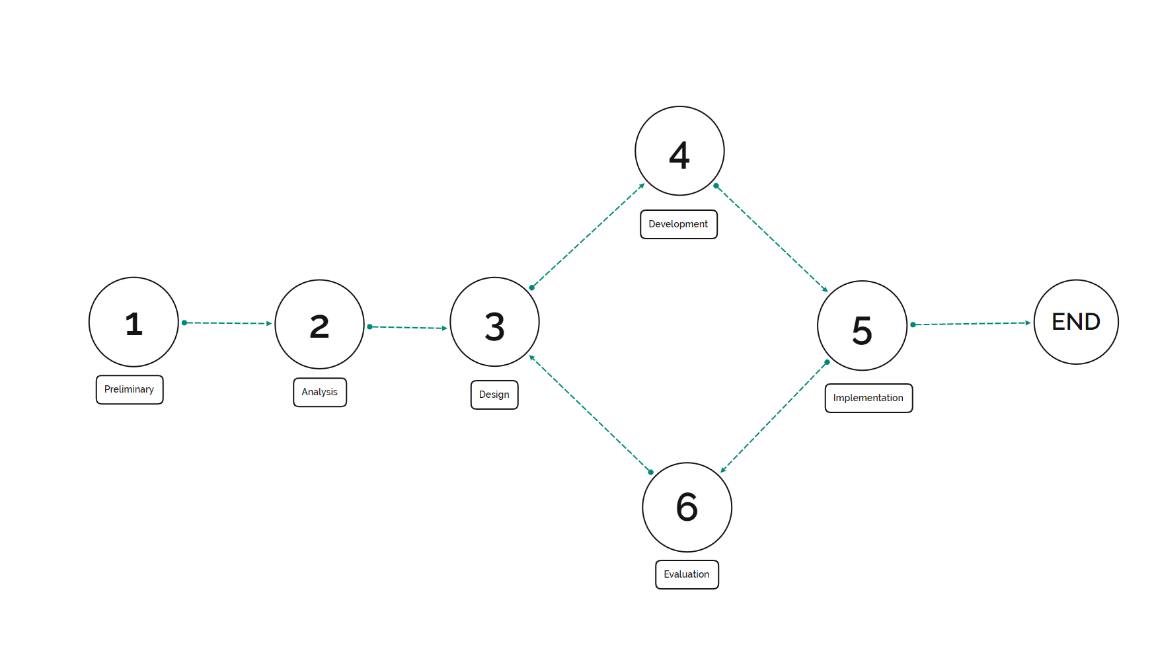 1
Preliminary
2
Analysis
3
Design
4
Development
5
Implementation
6
Evaluation
END